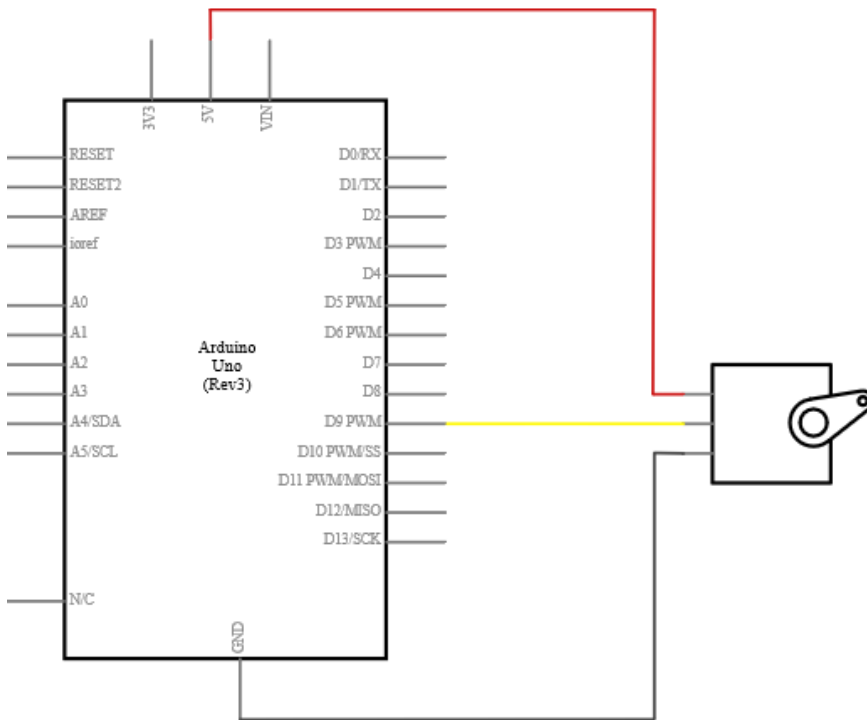 3V3
5V
VIN
RESET
RESET2
AREF
ioref
A0
A1
A2
A3
A4/SDA
A5/SCL
N/C
Arduino
Uno
(Rev3)
D0/RX
D1/TX
D2
D3 PWM
D4
D5 PWM
D6 PWM
D7
D8
D9 PWM
D10 PWM/SS
D11 PWM/MOSI
D12/MISO
D13/SCK
GND